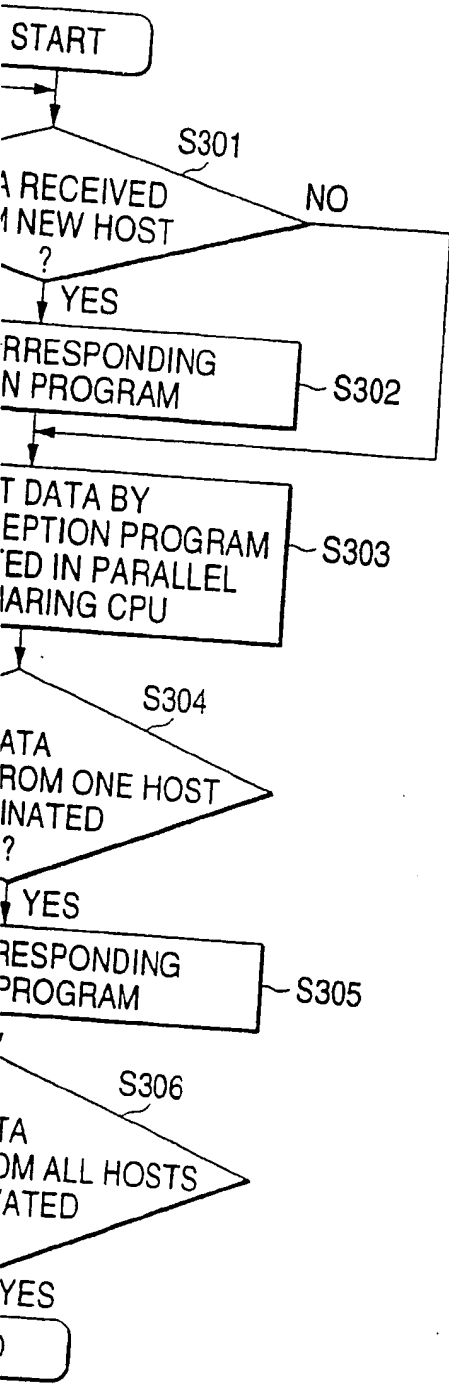 START
S301
A RECEIVED
NEW HOST
?
NO
YES
RRESPONDING
N PROGRAM
S302
T DATA BY
EPTION PROGRAM
ED IN PARALLEL
HARING CPU
S303
S304
ATA
ROM ONE HOST
INATED
?
YES
RESPONDING
PROGRAM
S305
S306
TA
OM ALL HOSTS
ATED
YES